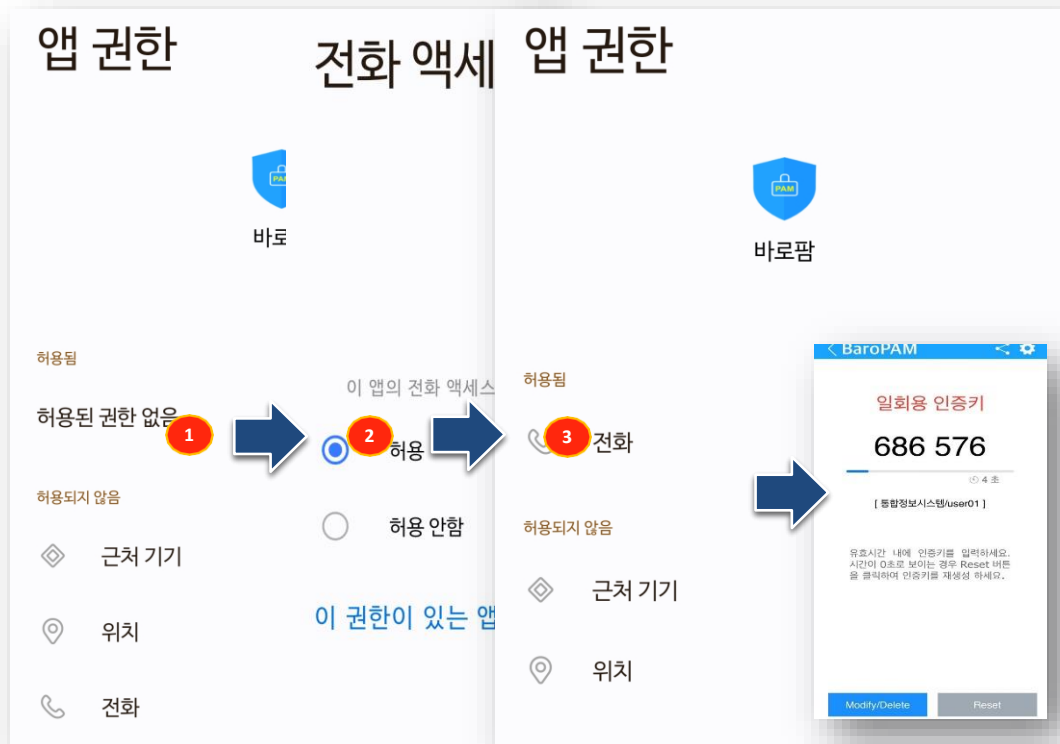 앱 권한
PAM
바로
허용됨
허용된 권한 없음
1
허용되지 않음
근처 기기
위치
전화
전화 액세
이 앱의 전화 액세스
2
허용
허용 안함
이 권한이 있는 앱
앱 권한
PAM
바로팜
허용됨
3
전화
허용되지 않음
근처 기기
위치
BaroPAM
일회용 인증키
686 576
4 초
[ 통합정보시스템/user01 ]
유효시간 내에 인증키를 입력하세요.
시간이 0초로 보이는 경우 Reset 버튼
을 클릭하여 인증키를 재생성 하세요.
Modify/Delete
Reset